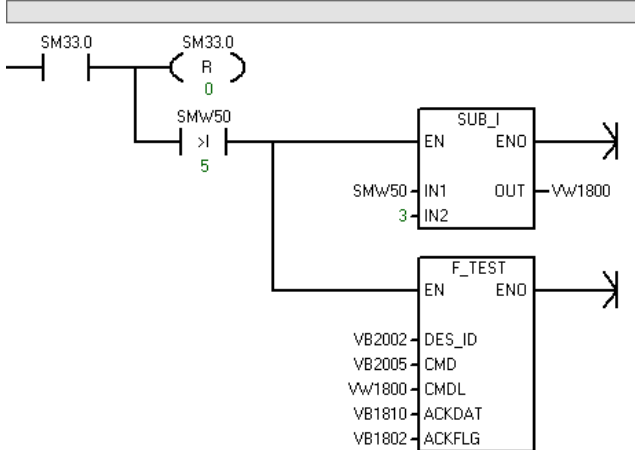 SM33.0 SM33.0
R
0
SMW50
>I
5
SUB_I
EN ENO
SMW50 IN1 OUT VW1800
3 IN2
F_TEST
EN ENO
VB2002 DES_ID
VB2005 CMD
VW1800 CMDL
VB1810 ACKDAT
VB1802 ACKFLG